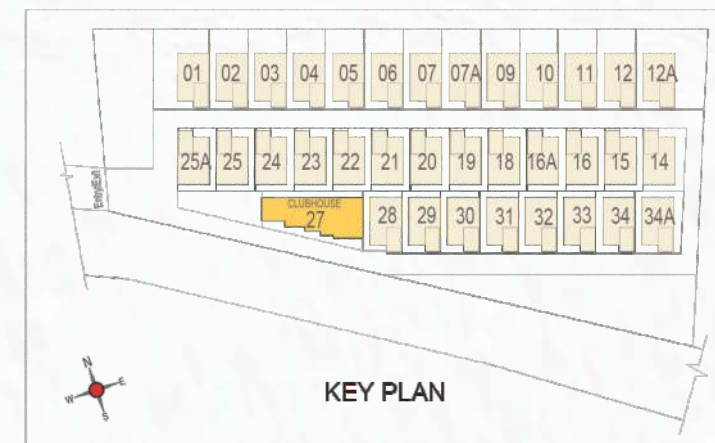 01 02 03 04 05 06 07 07A 09 10 11 12 12A
25A 25 24 23 22 21 20 19 18 16A 16 15 14
Entry/Exit
CLUBHOUSE
27 28 29 30 31 32 33 34 34A
N
W E
S
KEY PLAN